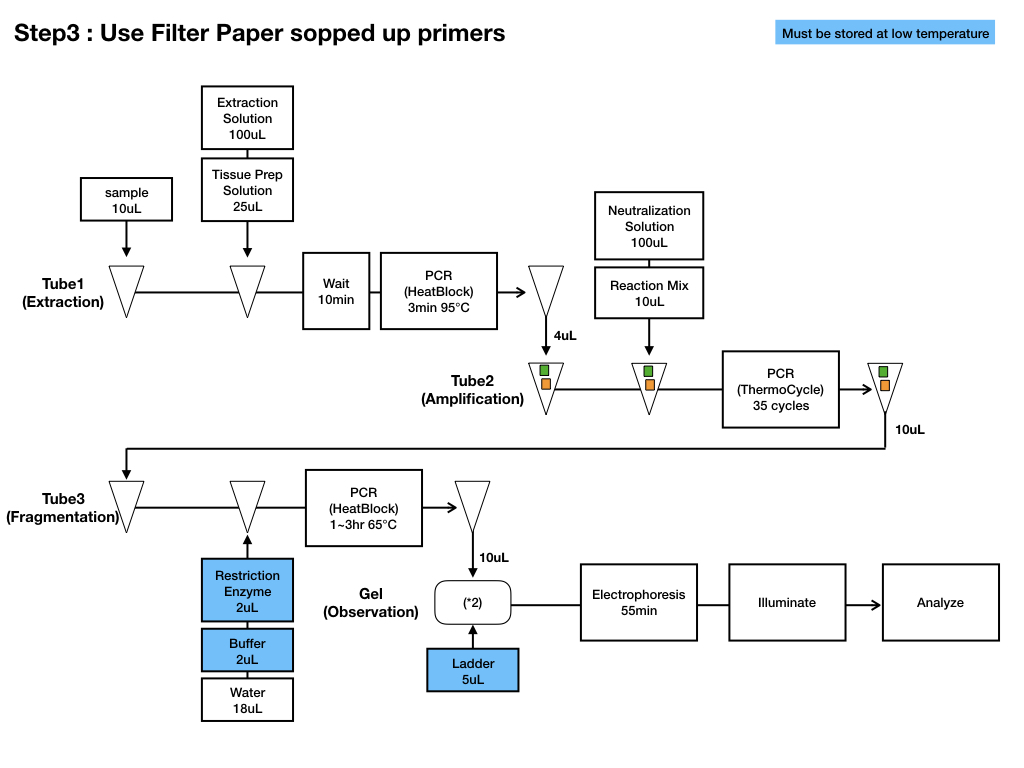 Step3 : Use Filter Paper sopped up primers
Must be stored at low temperature
Extraction
Solution
100uL
Tissue Prep
Solution
25uL
sample
10uL
Neutralization
Solution
100uL
Reaction Mix
10uL
Tube1
(Extraction)
Wait
10min
PCR
(HeatBlock)
3min 95°C
4uL
Tube2
(Amplification)
PCR
(ThermoCycle)
35 cycles
10uL
Tube3
(Fragmentation)
PCR
(HeatBlock)
1~3hr 65°C
10uL
Restriction
Enzyme
2uL
Buffer
2uL
Water
18uL
Gel
(Observation)
(*2)
Ladder
5uL
Electrophoresis
55min
Illuminate
Analyze